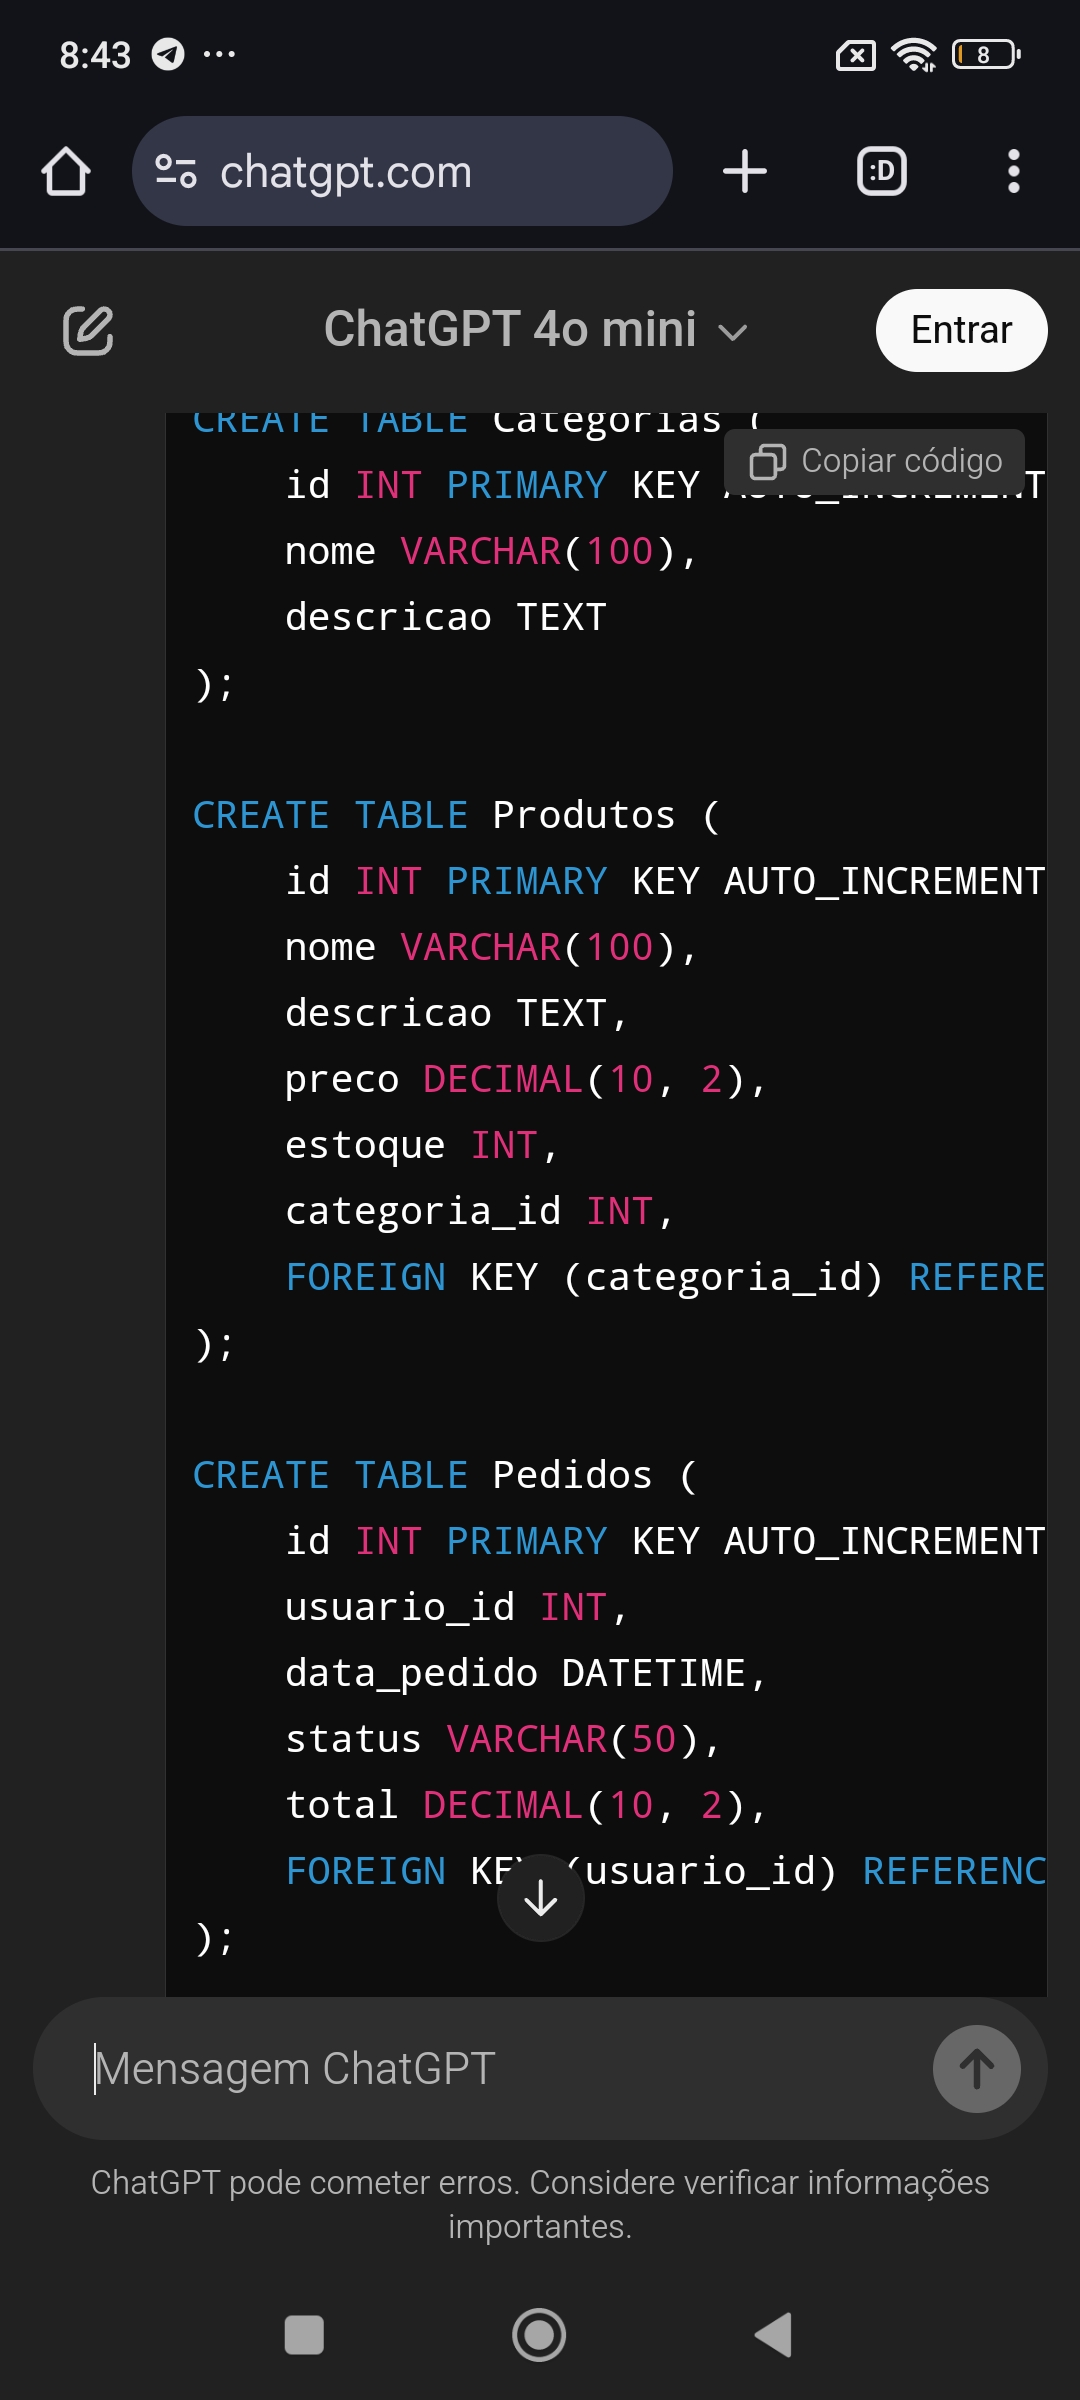 8:43
8
chatgpt.com
:D
ChatGPT 4o mini
Entrar
CREATE TABLE Categorias (
Copiar código
id INT PRIMARY KEY AUTO_INCREMENT
nome VARCHAR(100),
descricao TEXT
);
CREATE TABLE Produtos (
id INT PRIMARY KEY AUTO_INCREMENT
nome VARCHAR(100),
descricao TEXT,
preco DECIMAL(10, 2),
estoque INT,
categoria_id INT,
FOREIGN KEY (categoria_id) REFERE
);
CREATE TABLE Pedidos (
id INT PRIMARY KEY AUTO_INCREMENT
usuario_id INT,
data_pedido DATETIME,
status VARCHAR(50),
total DECIMAL(10, 2),
FOREIGN KEY (usuario_id) REFERENC
);
Mensagem ChatGPT
ChatGPT pode cometer erros. Considere verificar informações
importantes.